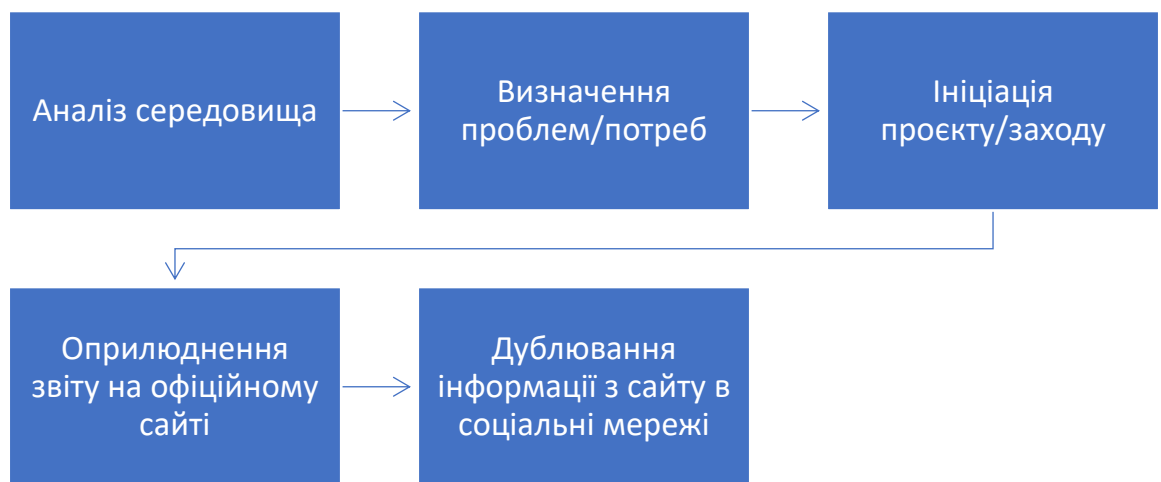 Аналіз середовища
Визначення
проблем/потреб
Ініціація
проєкту/заходу
Оприлюднення
звіту на офіційному
сайті
Дублювання
інформації з сайту в
соціальні мережі